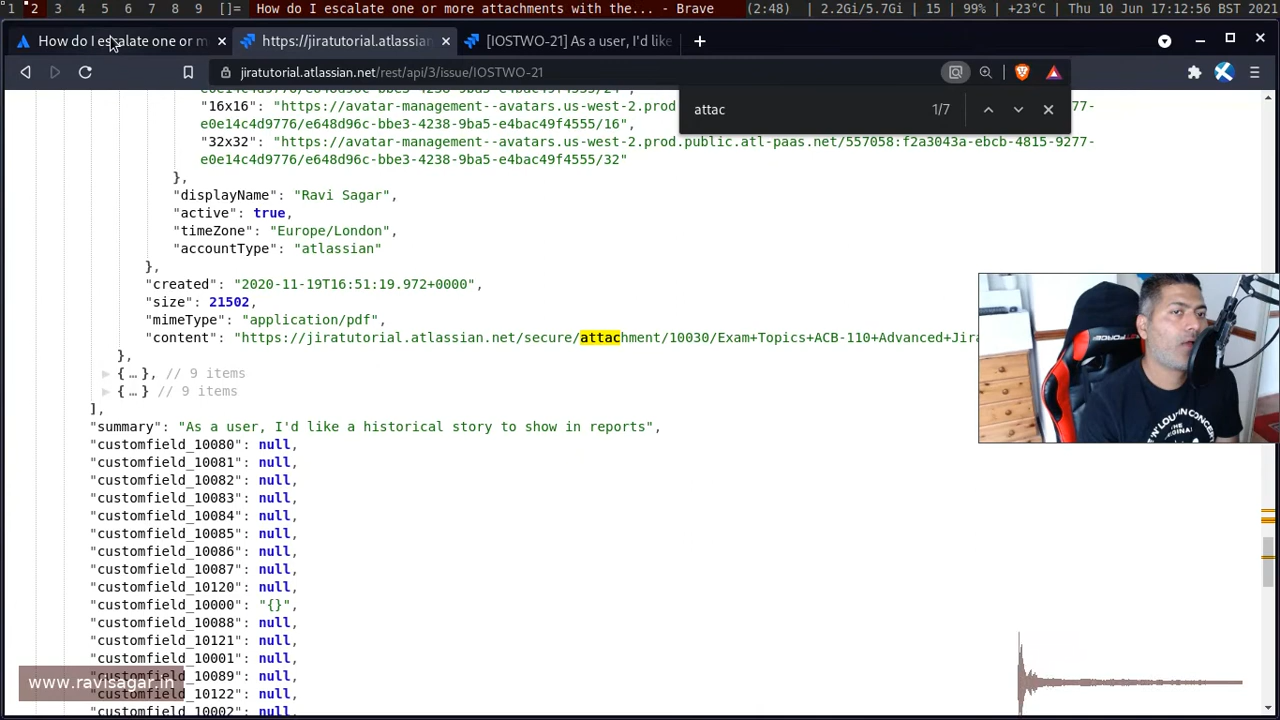 1 2 3 4 5 6 7 8 9 []= How do I escalate one or more attachments with the... - Brave (2:48) | 2.2Gi/5.7Gi | 15 | 99% | +23°C | Thu 10 Jun 17:12:56 BST 2021
How do I escalate one or m https://jiratutorial.atlassian [IOSTWO-21] As a user, I'd like
jiratutorial.atlassian.net/rest/api/3/issue/IOSTWO-21
attac 1/7
"16x16": "https://avatar-management--avatars.us-west-2.prod
e0e14c4d9776/e648d96c-bbe3-4238-9ba5-e4bac49f4555/16",
"32x32": "https://avatar-management--avatars.us-west-2.prod.public.atl-paas.net/557058:f2a3043a-ebcb-4815-9277-
e0e14c4d9776/e648d96c-bbe3-4238-9ba5-e4bac49f4555/32"
},
"displayName": "Ravi Sagar",
"active": true,
"timeZone": "Europe/London",
"accountType": "atlassian"
},
"created": "2020-11-19T16:51:19.972+0000",
"size": 21502,
"mimeType": "application/pdf",
"content": "https://jiratutorial.atlassian.net/secure/attachment/10030/Exam+Topics+ACB-110+Advanced+Jira
},
{…}, // 9 items
{…} // 9 items
],
"summary": "As a user, I'd like a historical story to show in reports",
"customfield_10080": null,
"customfield_10081": null,
"customfield_10082": null,
"customfield_10083": null,
"customfield_10084": null,
"customfield_10085": null,
"customfield_10086": null,
"customfield_10087": null,
"customfield_10120": null,
"customfield_10000": "{}",
"customfield_10088": null,
"customfield_10121": null,
"customfield_10001": null,
"customfield_10089": null,
"customfield_10122": null,
"customfield_10002": null,
www.ravisagar.in